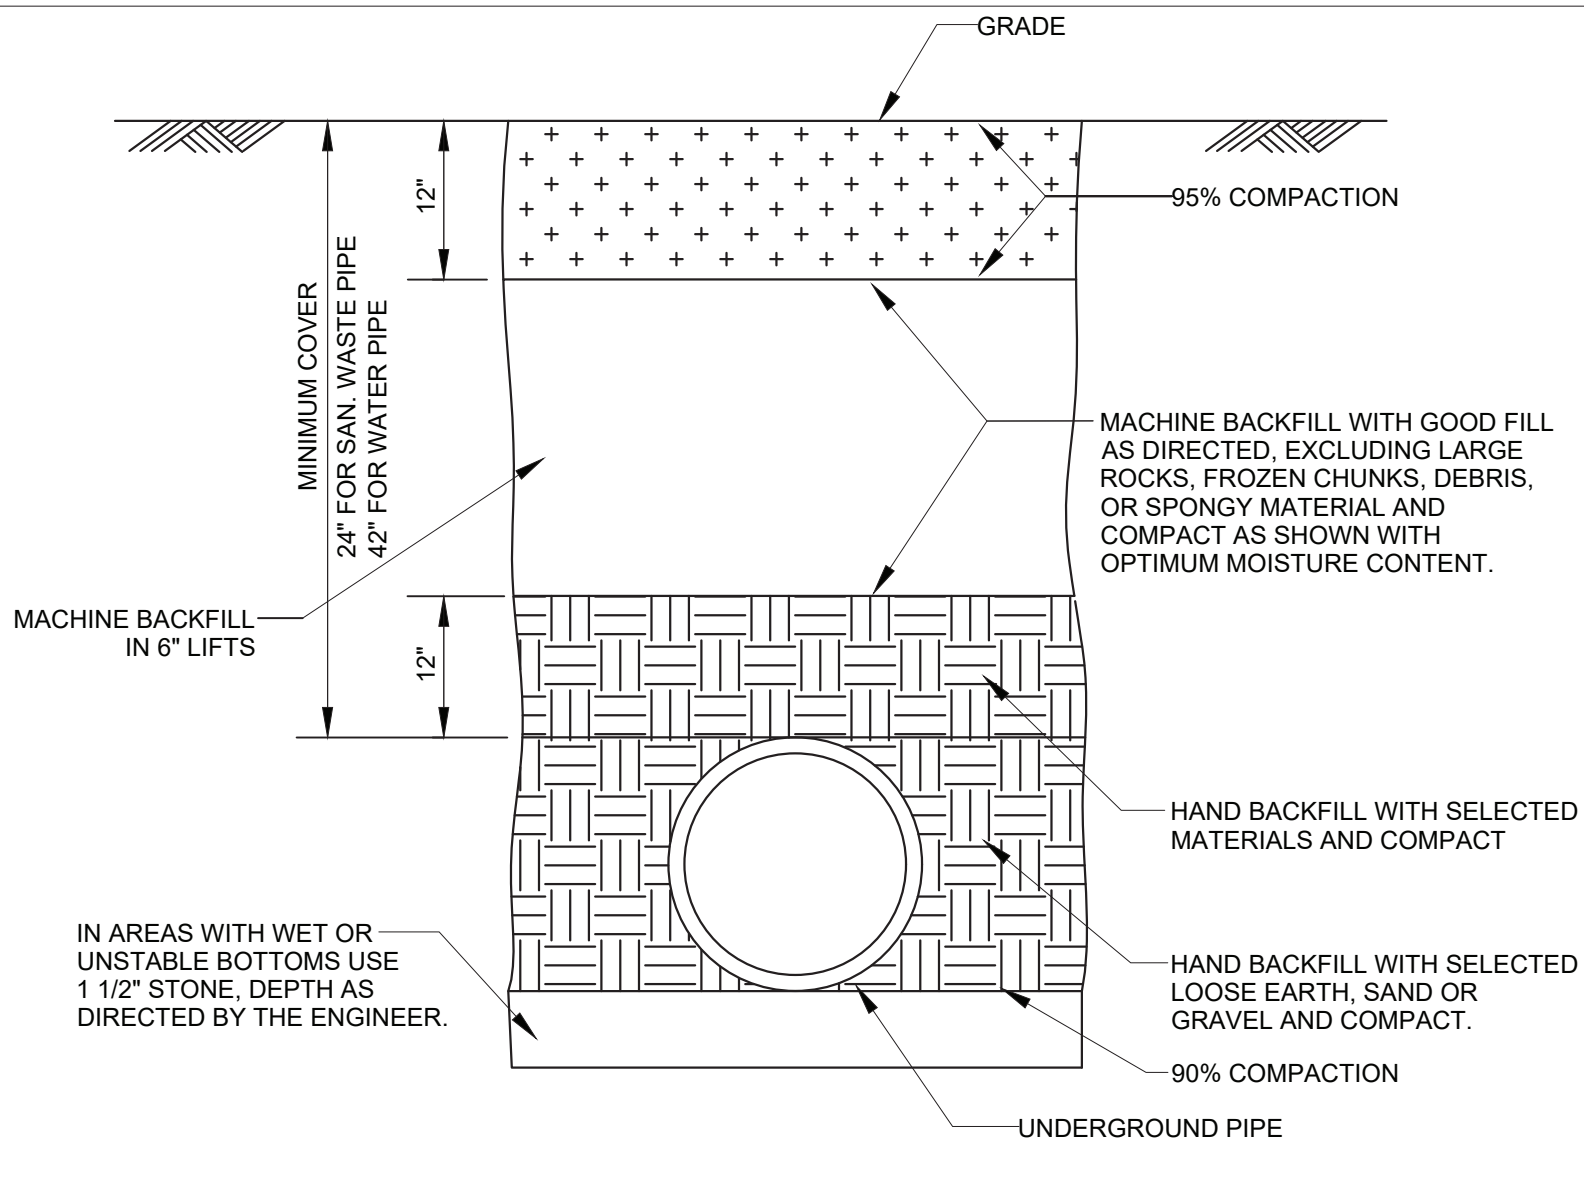 GRADE
12"
95% COMPACTION
MINIMUM COVER
24" FOR SAN. WASTE PIPE
42" FOR WATER PIPE
MACHINE BACKFILL WITH GOOD FILL
AS DIRECTED, EXCLUDING LARGE
ROCKS, FROZEN CHUNKS, DEBRIS,
OR SPONGY MATERIAL AND
COMPACT AS SHOWN WITH
OPTIMUM MOISTURE CONTENT.
MACHINE BACKFILL
IN 6" LIFTS
12"
HAND BACKFILL WITH SELECTED
MATERIALS AND COMPACT
IN AREAS WITH WET OR
UNSTABLE BOTTOMS USE
1 1/2" STONE, DEPTH AS
DIRECTED BY THE ENGINEER.
HAND BACKFILL WITH SELECTED
LOOSE EARTH, SAND OR
GRAVEL AND COMPACT.
90% COMPACTION
UNDERGROUND PIPE